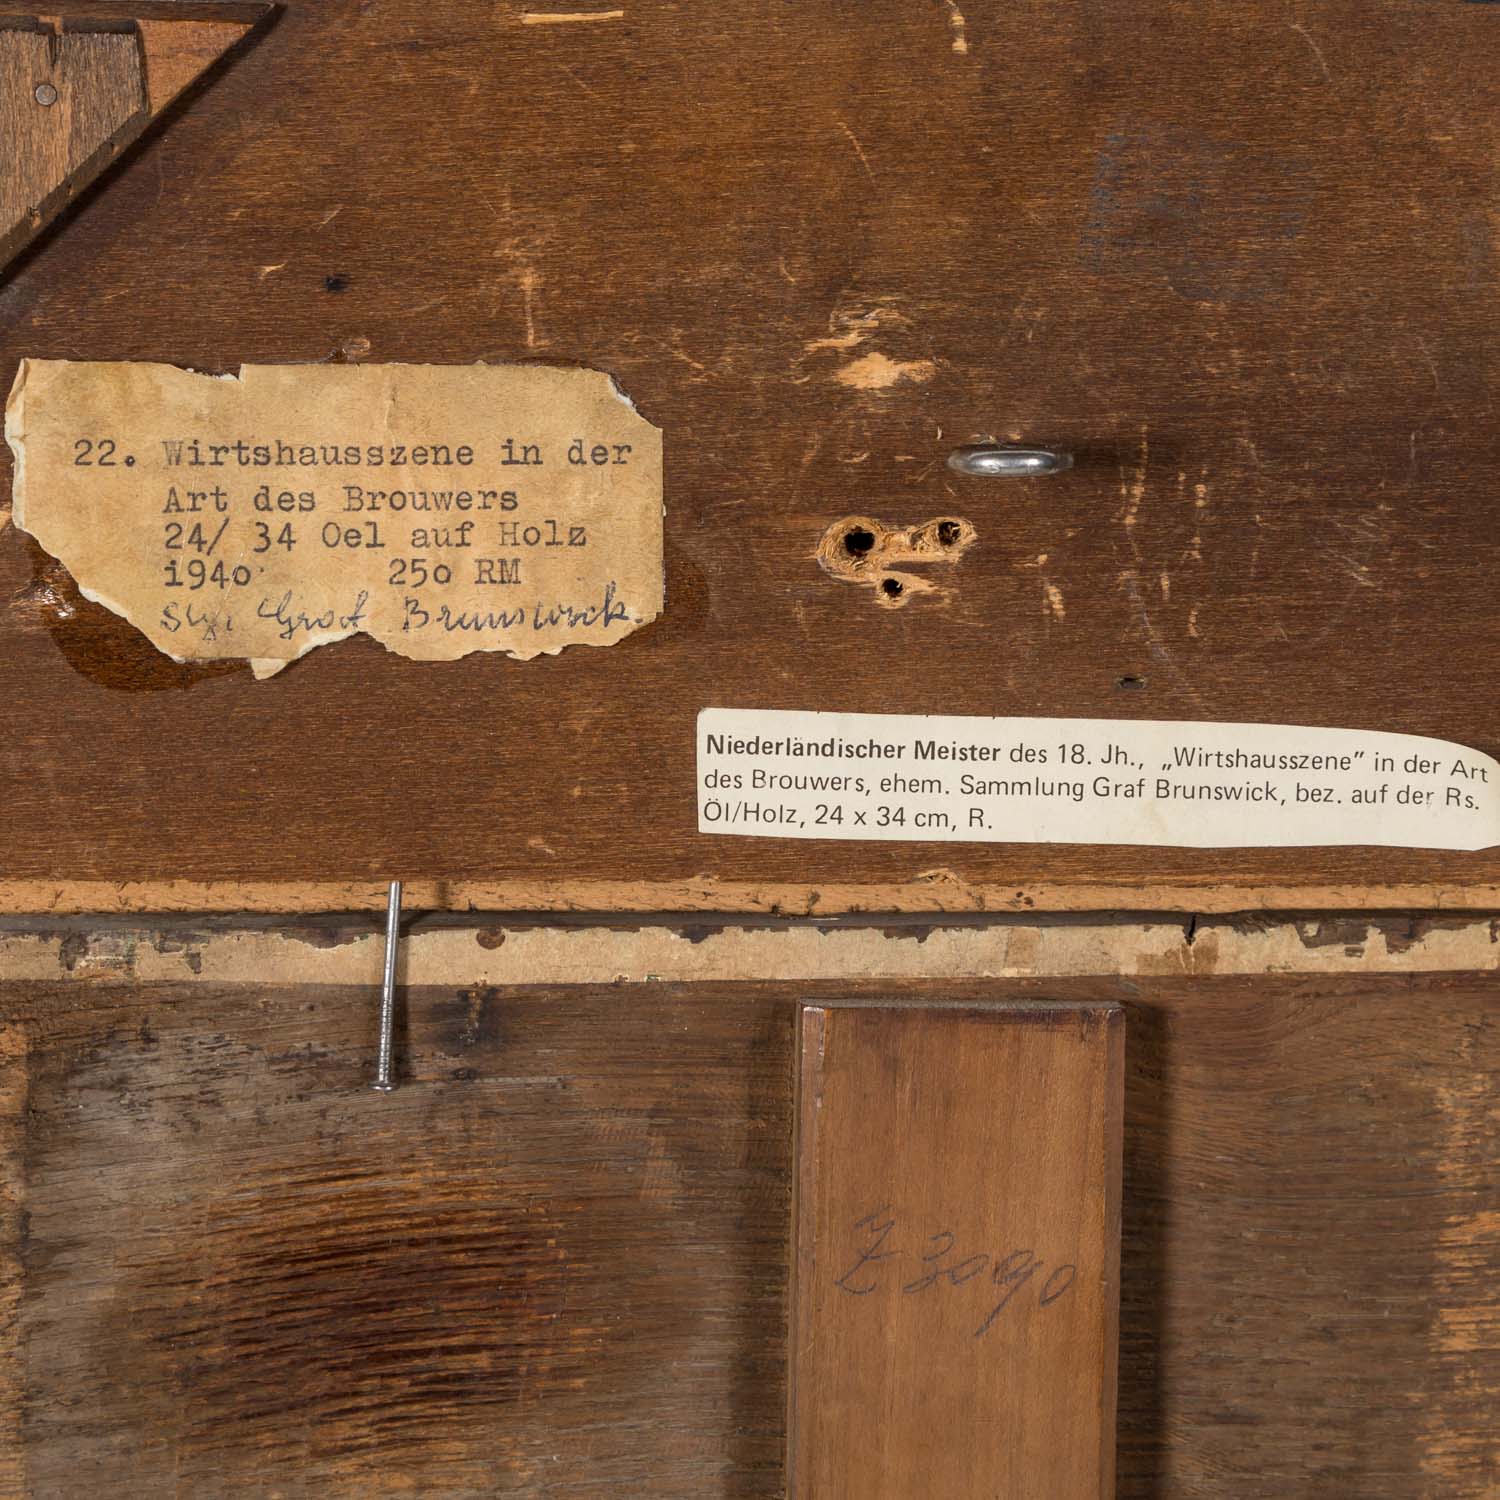 22. Wirtshausszene in der
Art des Brouwers
24/ 34 Oel auf Holz
1940 250 RM
Graf Brunswick.
Niederländischer Meister des 18. Jh., „Wirtshausszene” in der Art
des Brouwers, ehem. Sammlung Graf Brunswick, bez. auf der Rs.
Öl/Holz, 24 x 34 cm, R.
Z 3090